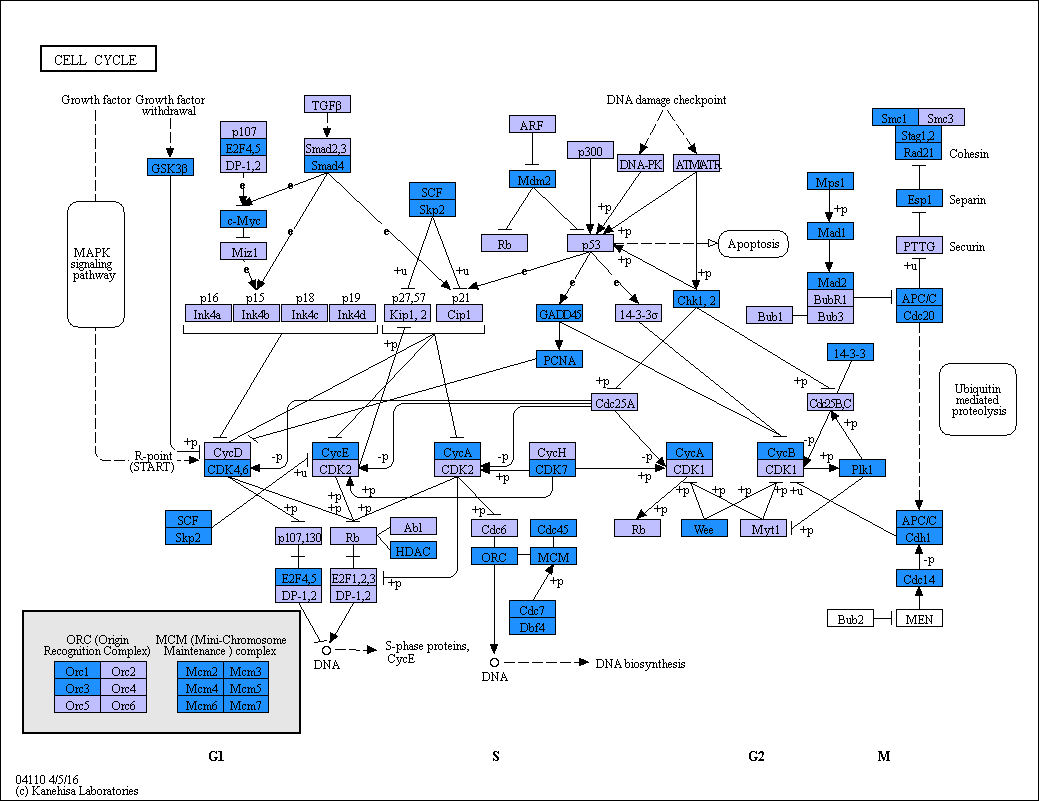 CELL CYCLE
Growth factor
Growth factor
withdrawal
TGFβ
DNA damage checkpoint
p107
E2F4,5
DP-1,2
Smad2,3
Smad4
ARF
p300
DNA-PK
ATM/ATR
Smc1
Smc3
Stag1,2
Rad21
Cohesin
GSK3β
SCF
Skp2
Mdm2
Mps1
Esp1
Separin
e
e
e
e
c-Myc
Miz1
MAPK
signaling
pathway
Rb
p53
+p
+p
Apoptosis
+p
Mad1
PTTG
Securin
+u
+u
+p
e
e
e
+p
+u
Mad2
BubR1
Bub3
Bub1
APC/C
Cdc20
p16
p15
p18
p19
p27,57
p21
Ink4a
Ink4b
Ink4c
Ink4d
Kip1, 2
Cip1
GADD45
14-3-3σ
Chk1, 2
+p
PCNA
14-3-3
+p
+p
Cdc25A
Cdc25B,C
+p
Ubiquitin
mediated
proteolysis
R-point
(START)
+p
CycD
CDK4,6
-p
+u
CycE
CDK2
-p
+p
CycA
CDK2
-p
+p
CycH
CDK7
-p
+p
CycA
CDK1
CycB
CDK1
-p
+p
Plk1
+p
+p
+p
+p
+p
+p
+p
+p
+p
+u
+p
SCF
Skp2
p107,130
Rb
Abl
HDAC
Cdc6
Cdc45
ORC
MCM
Rb
Wee
Myt1
APC/C
Cdh1
-p
E2F4,5
DP-1,2
E2F1,2,3
DP-1,2
+p
+p
Cdc7
Dbf4
Cdc14
Bub2
MEN
DNA
S-phase proteins,
CycE
DNA
DNA biosynthesis
ORC (Origin
Recognition Complex)
MCM (Mini-Chromosome
Maintenance ) complex
Orc1
Orc2
Mcm2
Mcm3
Orc3
Orc4
Mcm4
Mcm5
Orc5
Orc6
Mcm6
Mcm7
G1
S
G2
M
04110 4/5/16
(c) Kanehisa Laboratories